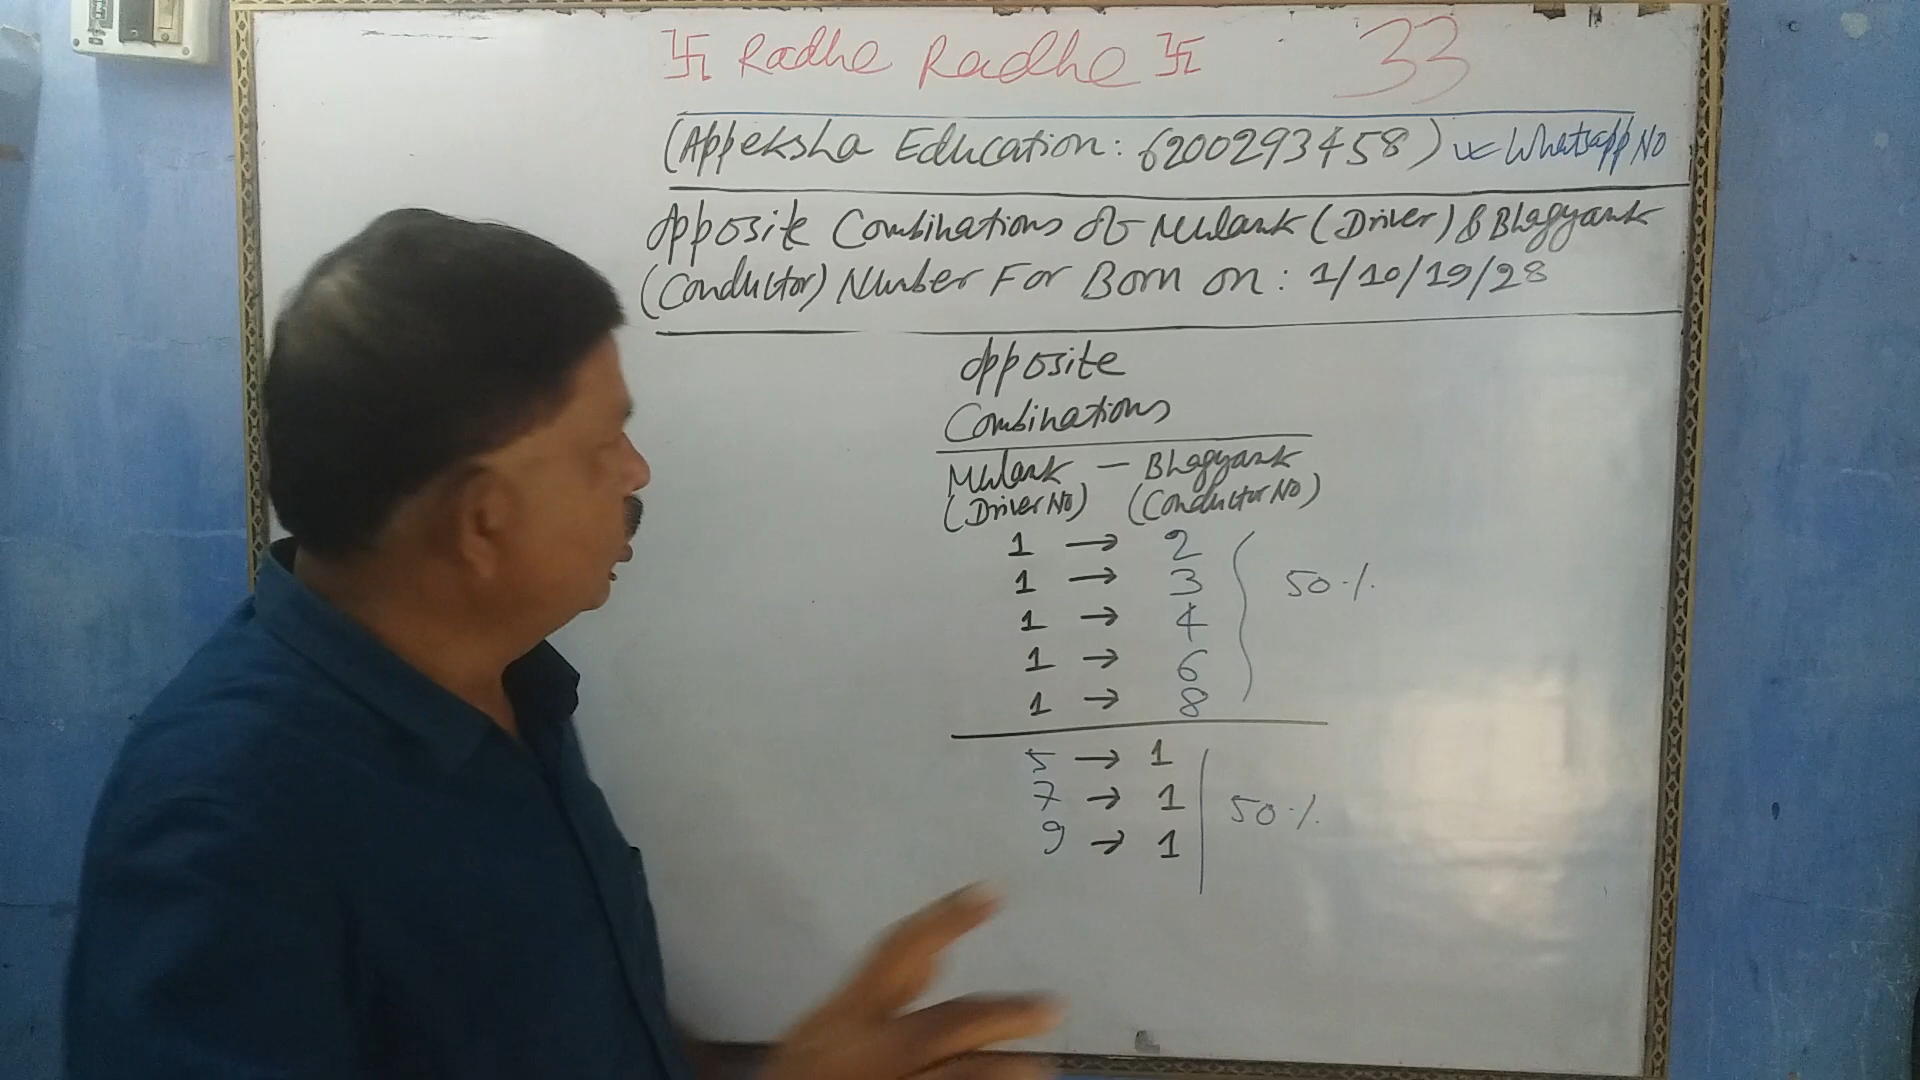 卐 Radhe Radhe 卐 33
(Appeksha Education: 6200293458) ← Whatsapp No
Opposite Combinations of Mulank (Driver) & Bhagyank
(Conductor) Number For Born on: 1/10/19/28
Opposite
Combinations
Mulank – Bhagyank
(Driver No) (Conductor No)
1 → 2
1 → 3
1 → 4
1 → 6
1 → 8
50%
5 → 1
7 → 1
9 → 1
50%